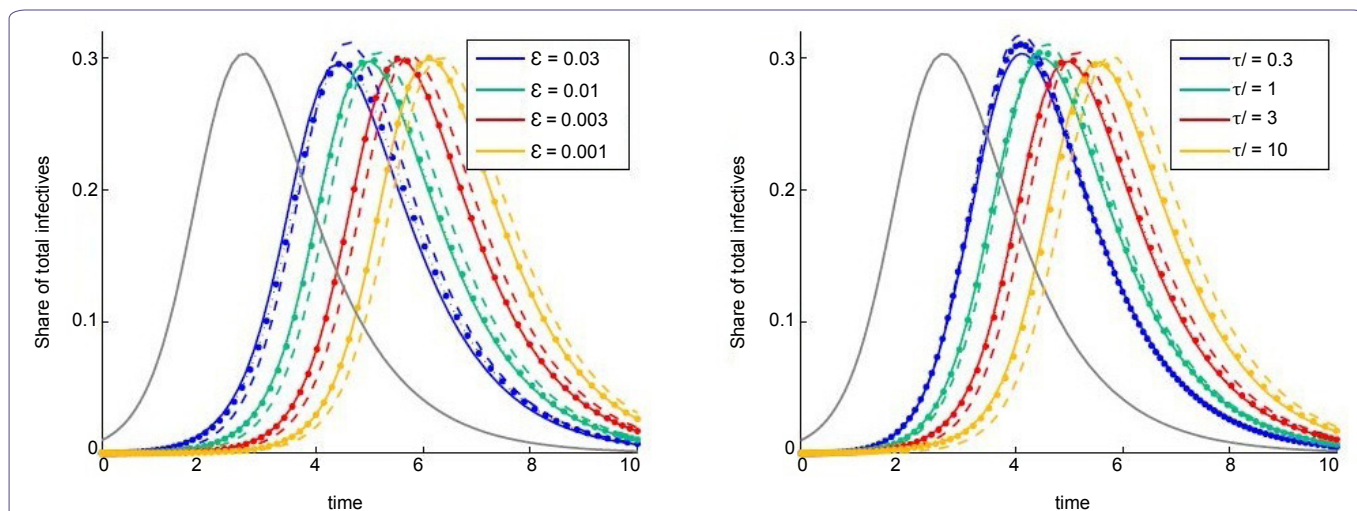 0.3
0.2
0.1
0
Share of total infectives
0 2 4 6 8 10
time
Ɛ = 0.03
Ɛ = 0.01
Ɛ = 0.003
Ɛ = 0.001
0.3
0.2
0.1
0
Share of total infectives
0 2 4 6 8 10
time
τ/ = 0.3
τ/ = 1
τ/ = 3
τ/ = 10